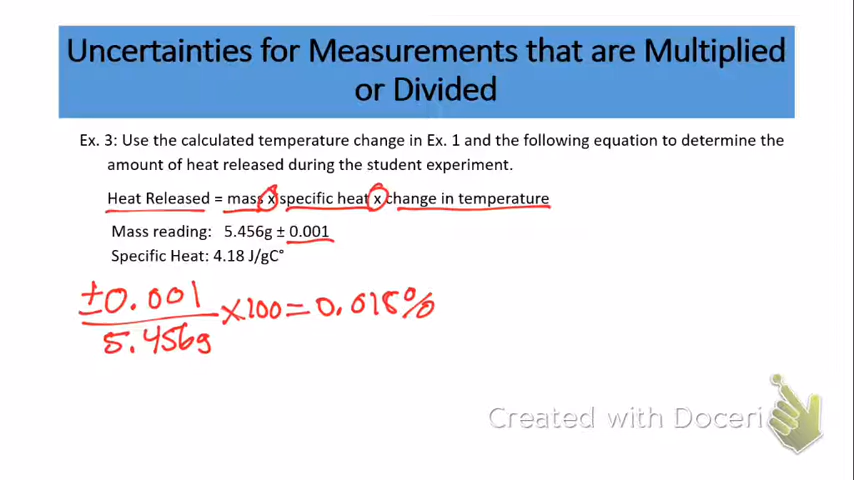 Uncertainties for Measurements that are Multiplied
or Divided
Ex. 3: Use the calculated temperature change in Ex. 1 and the following equation to determine the
amount of heat released during the student experiment.
Heat Released = mass x specific heat x change in temperature
Mass reading: 5.456g ± 0.001
Specific Heat: 4.18 J/gC°
±0.001
x100 = 0.018%
5.456g
Created with Doceri